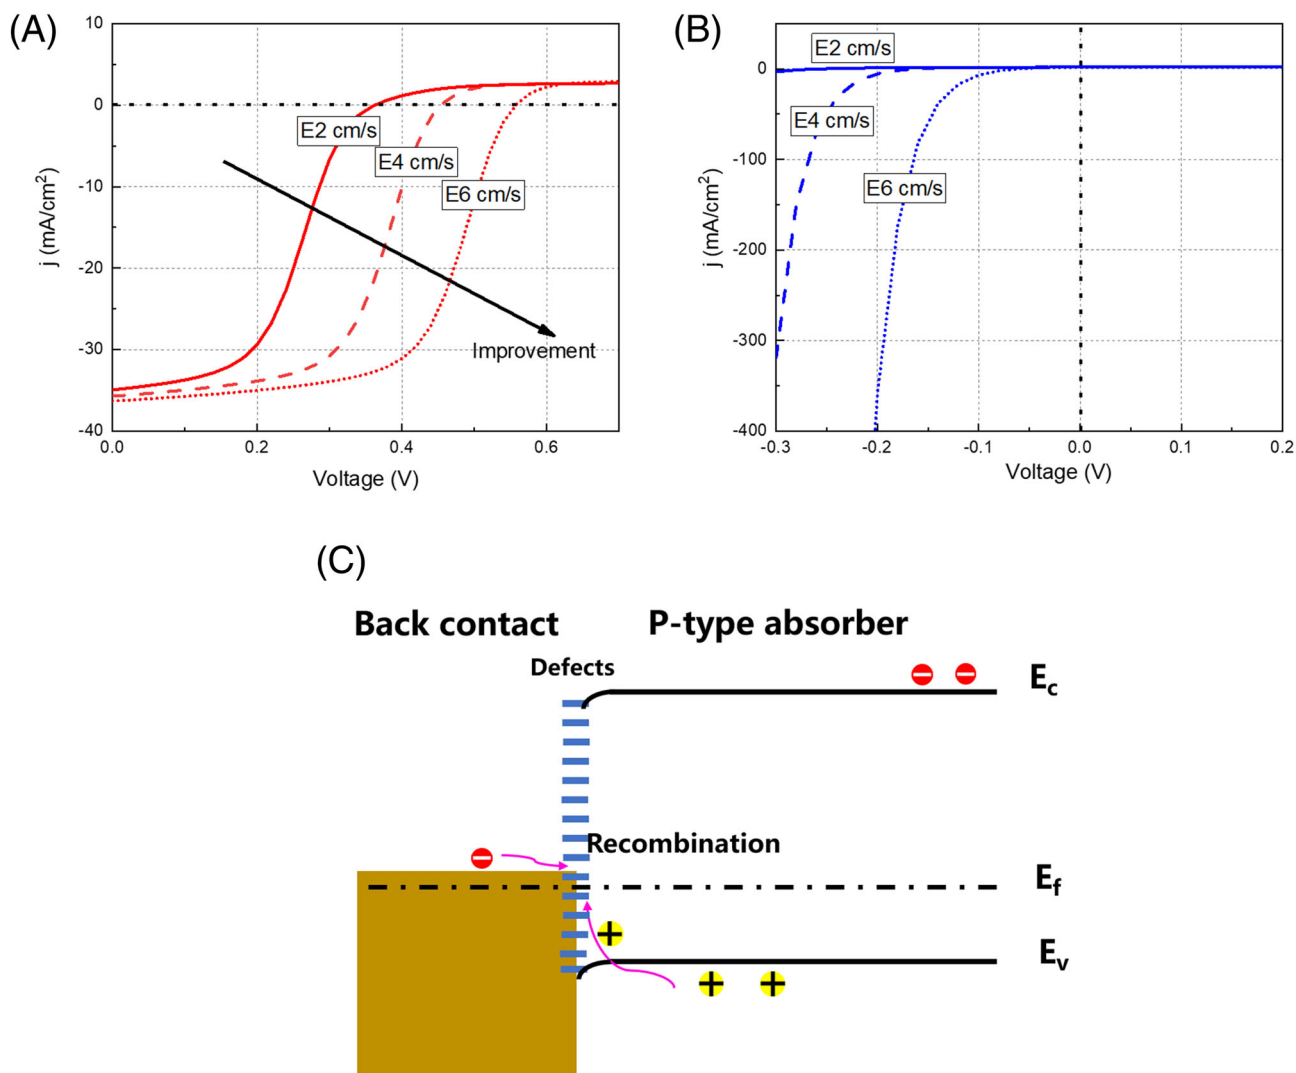 (A)
10
0
-10
-20
-30
-40
j (mA/cm²)
0.0 0.2 0.4 0.6
Voltage (V)
E2 cm/s
E4 cm/s
E6 cm/s
Improvement
(B)
0
-100
-200
-300
-400
j (mA/cm²)
-0.3 -0.2 -0.1 0.0 0.1 0.2
Voltage (V)
E2 cm/s
E4 cm/s
E6 cm/s
(C)
Back contact P-type absorber
Defects
Ec
Recombination
Ef
Ev